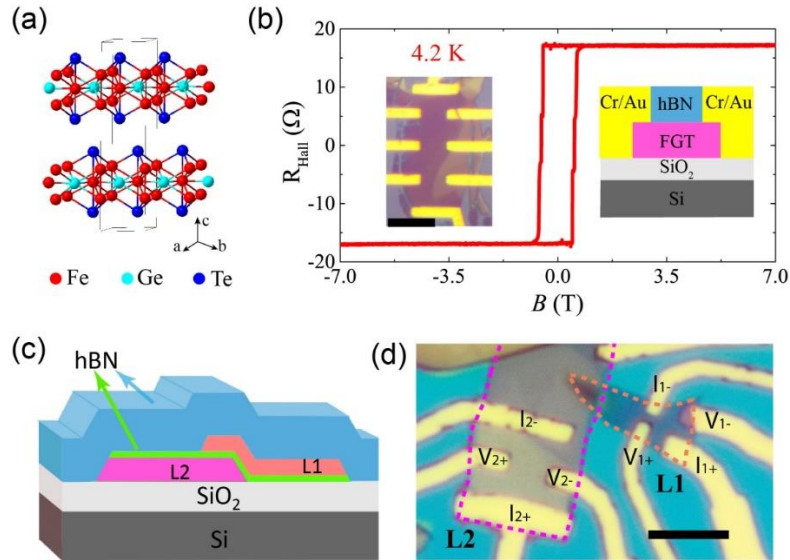 (a)
c
a
b
Fe
Ge
Te
(b)
R_Hall (Ω)
20
10
0
-10
-20
-7.0
-3.5
0.0
3.5
7.0
B (T)
4.2 K
Cr/Au
hBN
Cr/Au
FGT
SiO₂
Si
(c)
hBN
L2
L1
SiO₂
Si
(d)
I₁₋
V₁₋
I₂₋
V₂₊
V₁₊
I₁₊
V₂₋
L1
I₂₊
L2